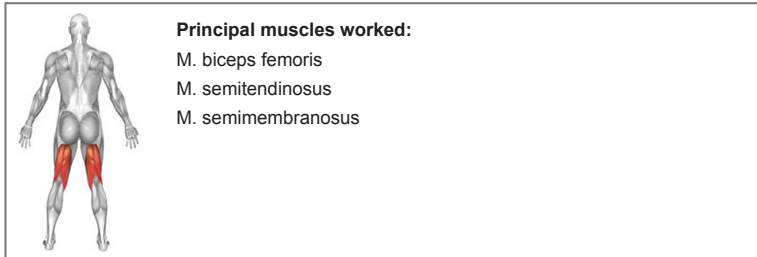 Principal muscles worked:
M. biceps femoris
M. semitendinosus
M. semimembranosus